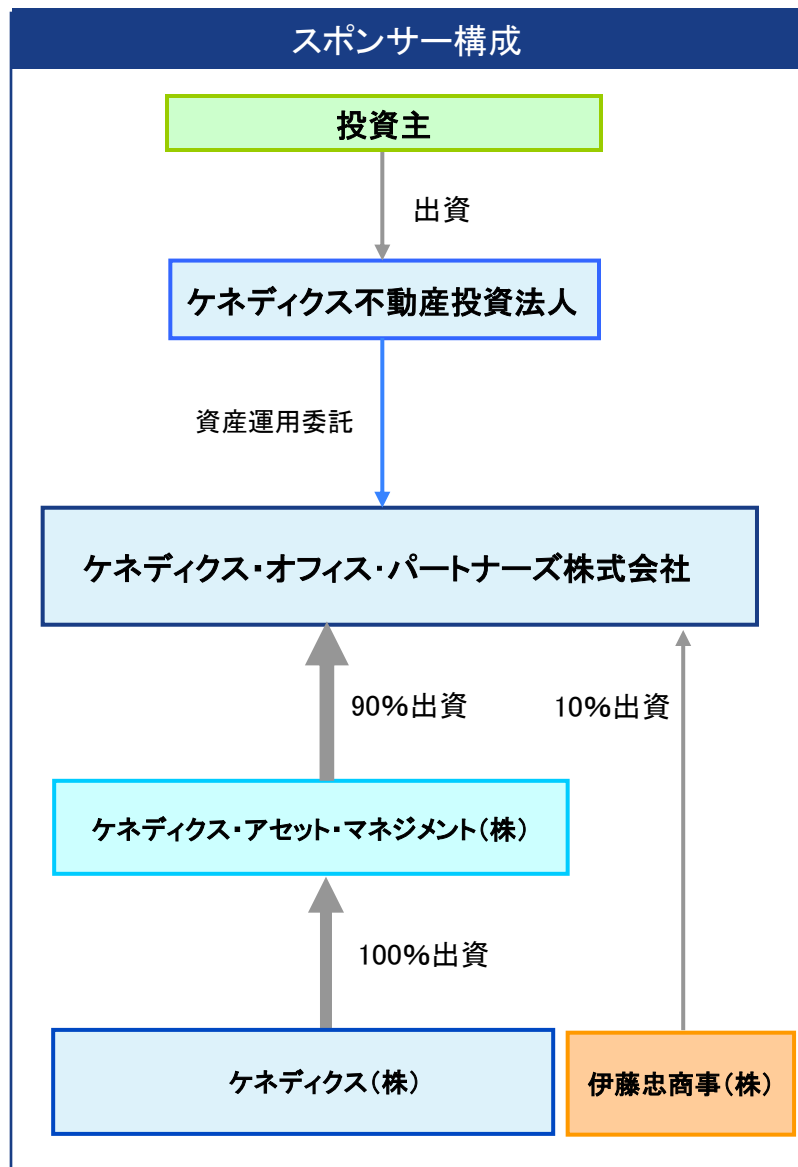 スポンサー構成
投資主
出資
ケネディクス不動産投資法人
資産運用委託
ケネディクス・オフィス・パートナーズ株式会社
90%出資
10%出資
ケネディクス・アセット・マネジメント(株)
100%出資
ケネディクス(株)
伊藤忠商事(株)